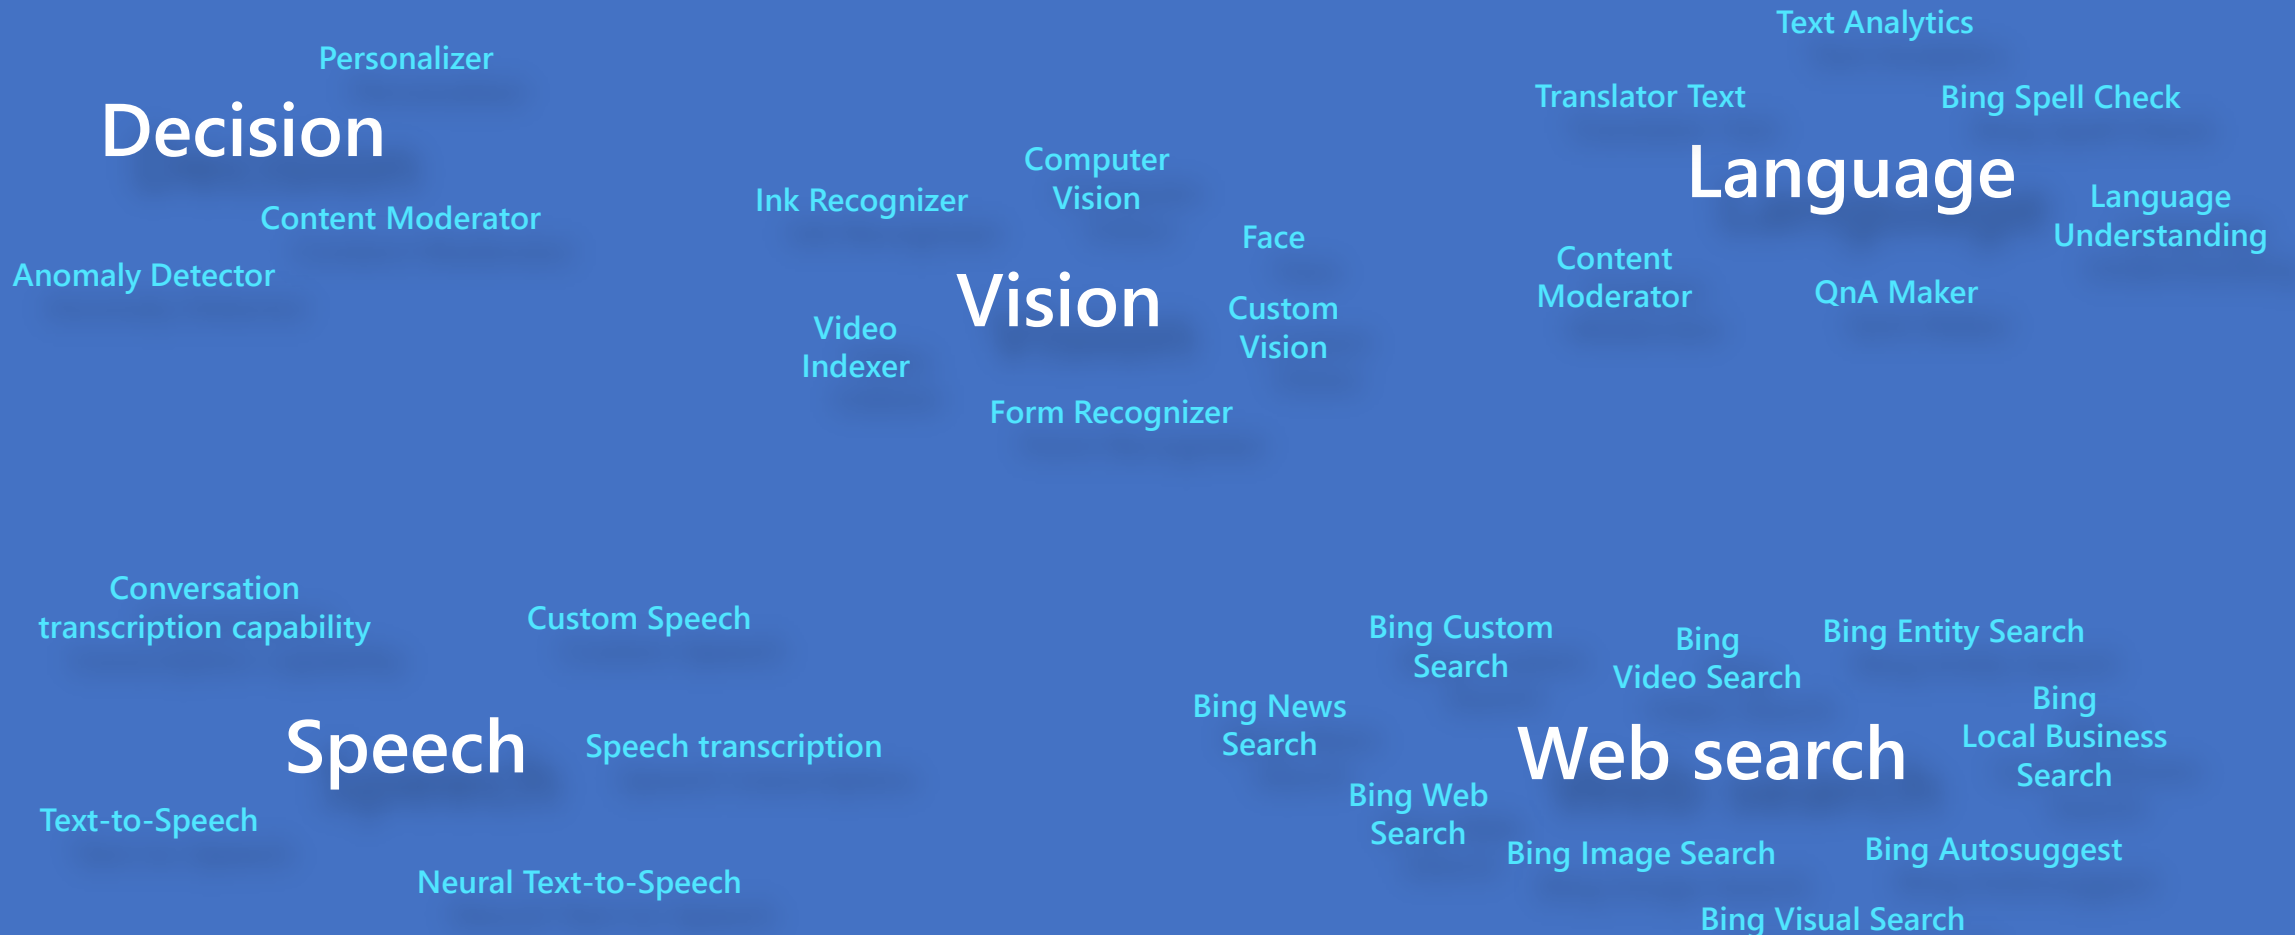 Personalizer
Decision
Content Moderator
Anomaly Detector
Computer
Vision
Ink Recognizer
Face
Vision
Custom
Vision
Video
Indexer
Form Recognizer
Text Analytics
Translator Text
Bing Spell Check
Language
Language
Understanding
Content
Moderator
QnA Maker
Conversation
transcription capability
Custom Speech
Speech
Speech transcription
Text-to-Speech
Neural Text-to-Speech
Bing Custom
Search
Bing
Video Search
Bing Entity Search
Bing News
Search
Web search
Bing
Local Business
Search
Bing Web
Search
Bing Image Search
Bing Autosuggest
Bing Visual Search